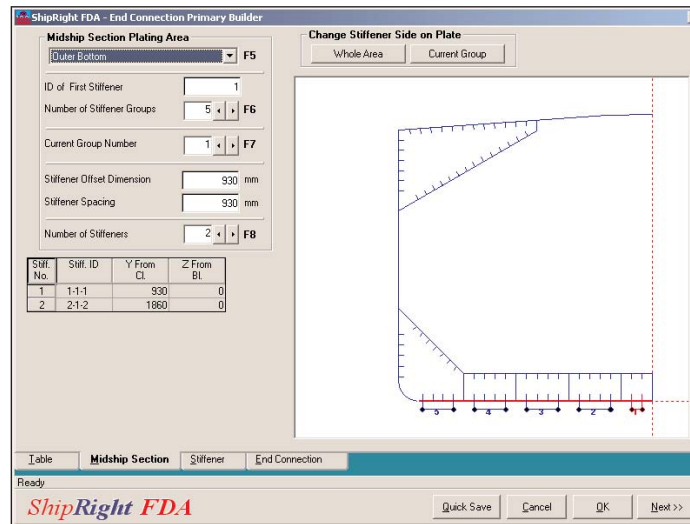 ShipRight FDA - End Connection Primary Builder
Midship Section Plating Area
Outer Bottom F5
ID of First Stiffener 1
Number of Stiffener Groups 5 F6
Current Group Number 1 F7
Stiffener Offset Dimension 930 mm
Stiffener Spacing 930 mm
Number of Stiffeners 2 F8
Stiff. No. Stiff. ID Y From Cl. Z From Bl.
1 1-1-1 930 0
2 2-1-2 1860 0
Change Stiffener Side on Plate
Whole Area Current Group
5 4 3 2 1
Table Midship Section Stiffener End Connection
Ready
ShipRight FDA
Quick Save Cancel OK Next >>